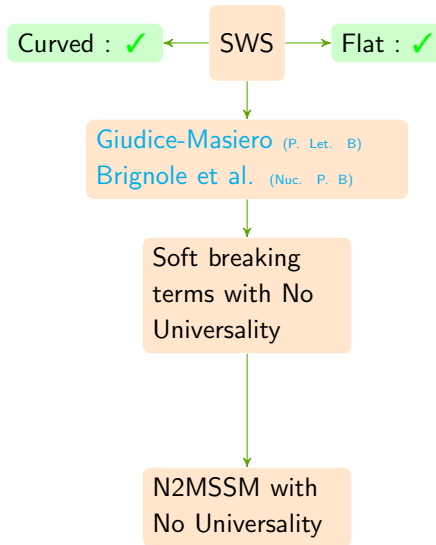 Curved : ✓
SWS
Flat : ✓
Giudice-Masiero (P. Let. B)
Brignole et al. (Nuc. P. B)
Soft breaking
terms with No
Universality
N2MSSM with
No Universality